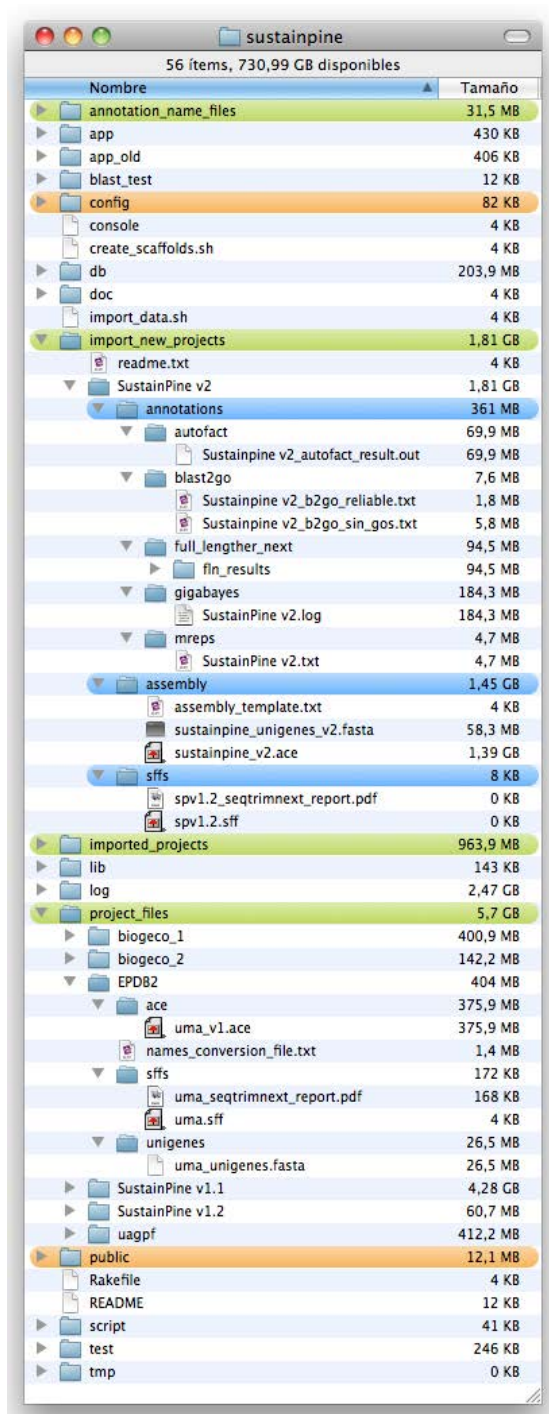 sustainpine
56 ítems, 730,99 GB disponibles
Nombre Tamaño
annotation_name_files 31,5 MB
app 430 KB
app_old 406 KB
blast_test 12 KB
config 82 KB
console 4 KB
create_scaffolds.sh 4 KB
db 203,9 MB
doc 4 KB
import_data.sh 4 KB
import_new_projects 1,81 GB
readme.txt 4 KB
SustainPine v2 1,81 GB
annotations 361 MB
autofact 69,9 MB
Sustainpine v2_autofact_result.out 69,9 MB
blast2go 7,6 MB
Sustainpine v2_b2go_reliable.txt 1,8 MB
Sustainpine v2_b2go_sin_gos.txt 5,8 MB
full_lengther_next 94,5 MB
fln_results 94,5 MB
gigabayes 184,3 MB
SustainPine v2.log 184,3 MB
mreps 4,7 MB
SustainPine v2.txt 4,7 MB
assembly 1,45 GB
assembly_template.txt 4 KB
sustainpine_unigenes_v2.fasta 58,3 MB
sustainpine_v2.ace 1,39 GB
sffs 8 KB
spv1.2_seqtrimnext_report.pdf 0 KB
spv1.2.sff 0 KB
imported_projects 963,9 MB
lib 143 KB
log 2,47 GB
project_files 5,7 GB
biogeco_1 400,9 MB
biogeco_2 142,2 MB
EPDB2 404 MB
ace 375,9 MB
uma_v1.ace 375,9 MB
names_conversion_file.txt 1,4 MB
sffs 172 KB
uma_seqtrimnext_report.pdf 168 KB
uma.sff 4 KB
unigenes 26,5 MB
uma_unigenes.fasta 26,5 MB
SustainPine v1.1 4,28 GB
SustainPine v1.2 60,7 MB
uagpf 412,2 MB
public 12,1 MB
Rakefile 4 KB
README 12 KB
script 41 KB
test 246 KB
tmp 0 KB